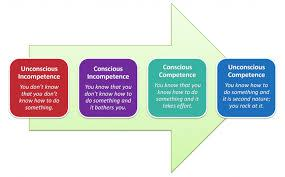 Unconscious
Incompetence
You don't know
that you don't
know how to do
something.
Conscious
Incompetence
You know that you
don't know how to
do something and
it bothers you.
Conscious
Competence
You know that you
know how to do
something and it
takes effort.
Unconscious
Competence
You know how to
do something
and it is second
nature; you rock
at it.